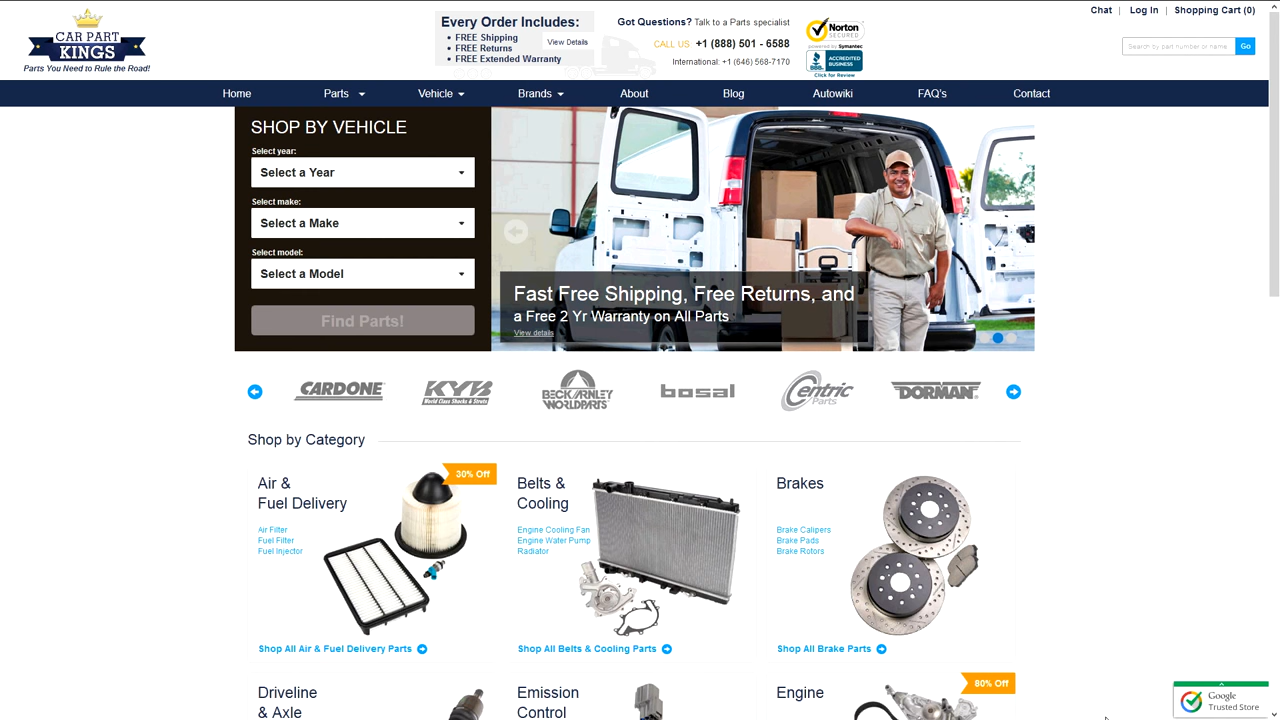 CAR PART
KINGS
Parts You Need to Rule the Road!
Every Order Includes:
• FREE Shipping
• FREE Returns
• FREE Extended Warranty
View Details
Got Questions? Talk to a Parts specialist
CALL US +1 (888) 501 - 6588
International: +1 (646) 568-7170
Norton
SECURED
powered by Symantec
BBB
ACCREDITED
BUSINESS
Click for Review
Chat | Log In | Shopping Cart (0)
Search by part number or name
Go
Home Parts Vehicle Brands About Blog Autowiki FAQ's Contact
SHOP BY VEHICLE
Select year:
Select a Year
Select make:
Select a Make
Select model:
Select a Model
Find Parts!
Fast Free Shipping, Free Returns, and
a Free 2 Yr Warranty on All Parts
View details
CARDONE
KYB
World Class Shocks & Struts
BECK/ARNLEY
WORLDPARTS
bosal
Centric
Parts
DORMAN
Shop by Category
Air &
Fuel Delivery
30% Off
Air Filter
Fuel Filter
Fuel Injector
Shop All Air & Fuel Delivery Parts
Belts &
Cooling
Engine Cooling Fan
Engine Water Pump
Radiator
Shop All Belts & Cooling Parts
Brakes
Brake Calipers
Brake Pads
Brake Rotors
Shop All Brake Parts
Driveline
& Axle
Emission
Control
Engine
80% Off
Google
Trusted Store